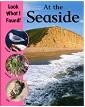 Look What I
Found!
At the
Seaside